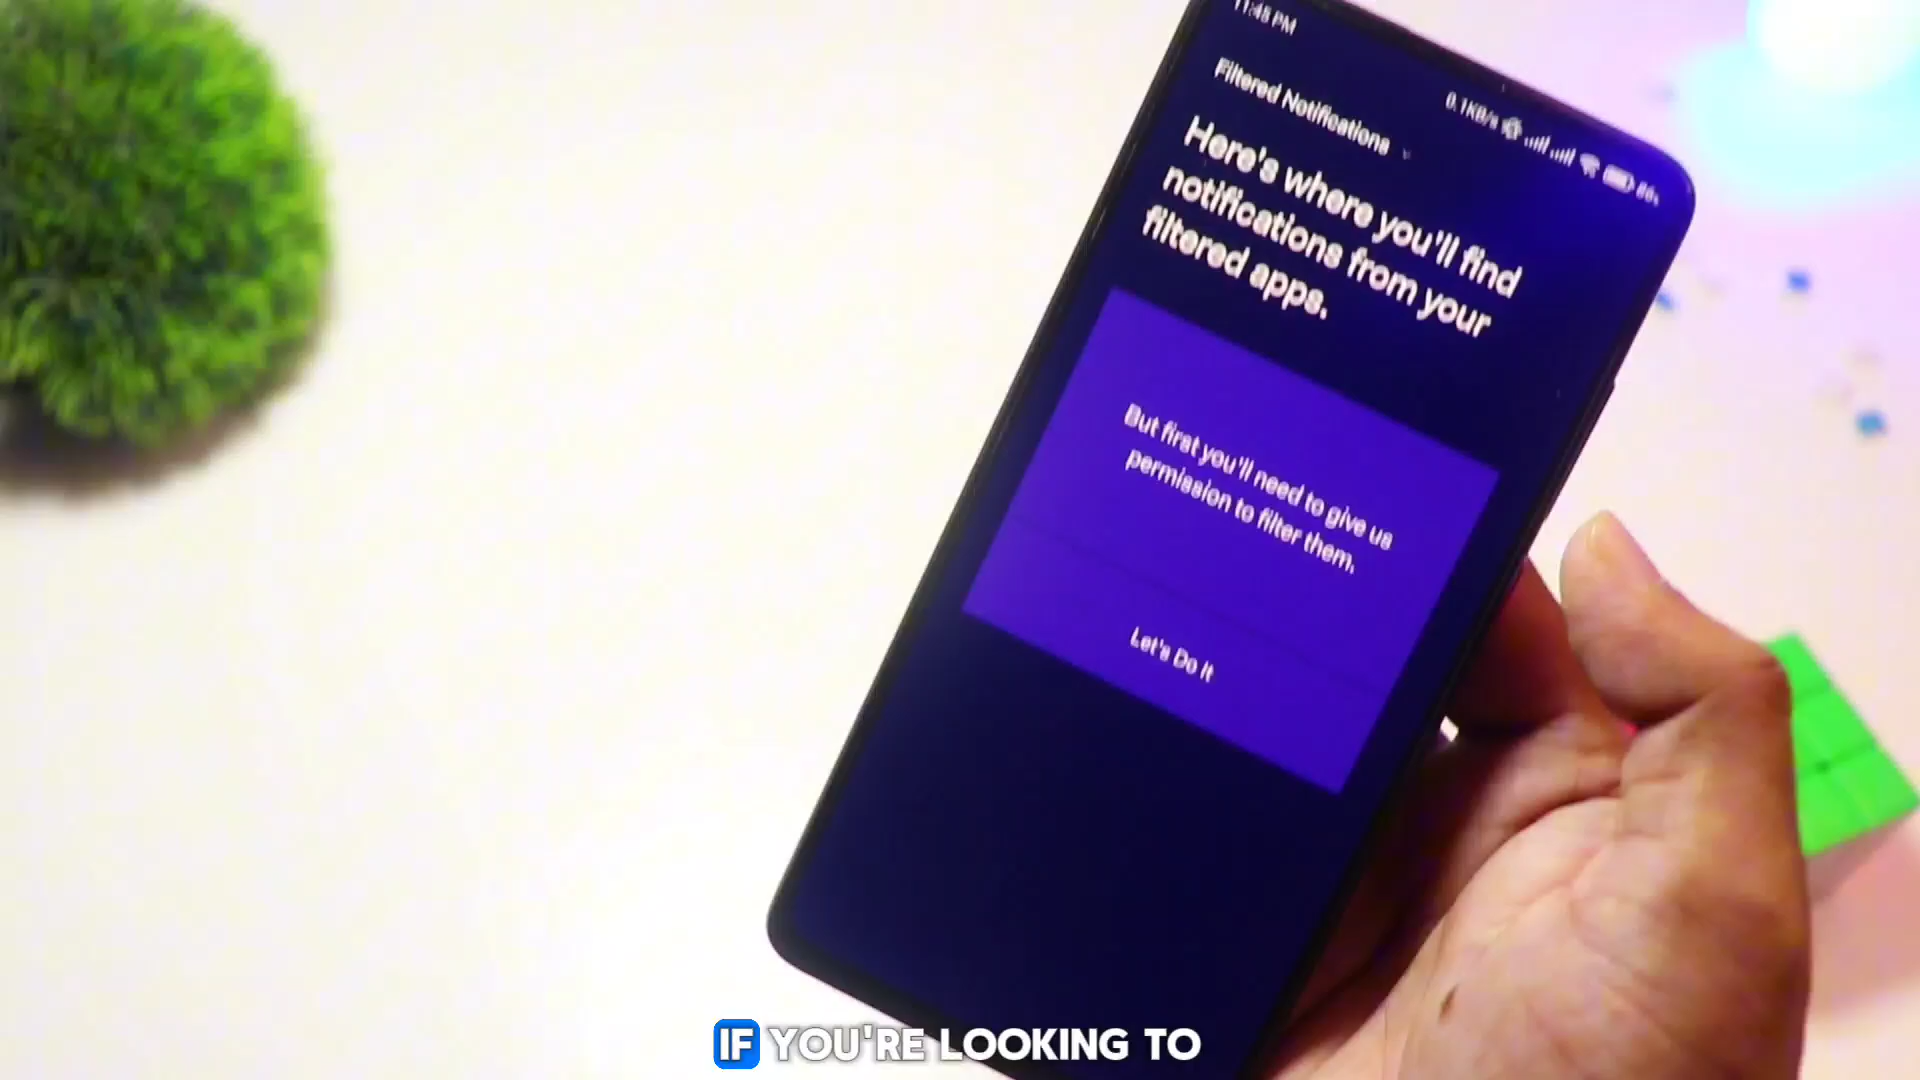 11:45 PM
0.1KB/s
Filtered Notifications
Here's where you'll find
notifications from your
filtered apps.
But first you'll need to give us
permission to filter them.
Let's Do It
IF YOU'RE LOOKING TO